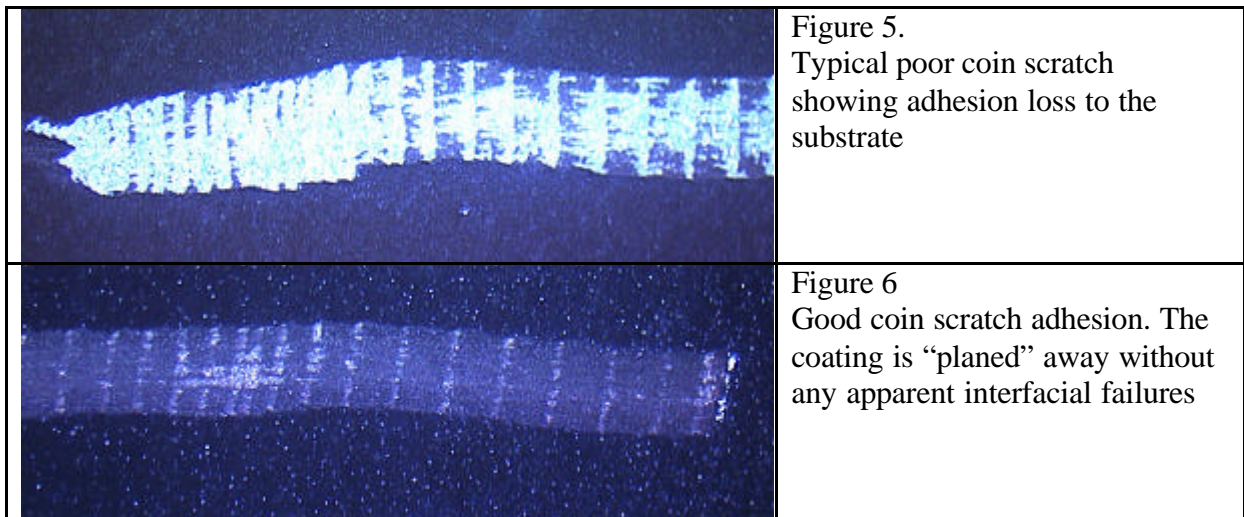 Figure 5.
Typical poor coin scratch
showing adhesion loss to the
substrate
Figure 6
Good coin scratch adhesion. The
coating is “planed” away without
any apparent interfacial failures